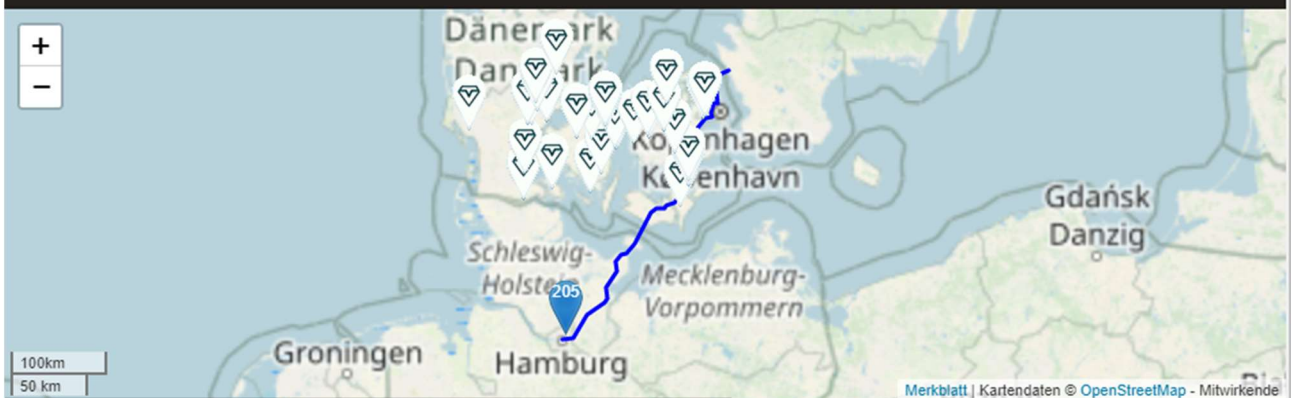 +
−
Dänemark
Danmark
Kopenhagen
København
Gdańsk
Danzig
Schleswig-
Holstein
Mecklenburg-
Vorpommern
205
Groningen
Hamburg
100km
50 km
Merkblatt | Kartendaten © OpenStreetMap - Mitwirkende